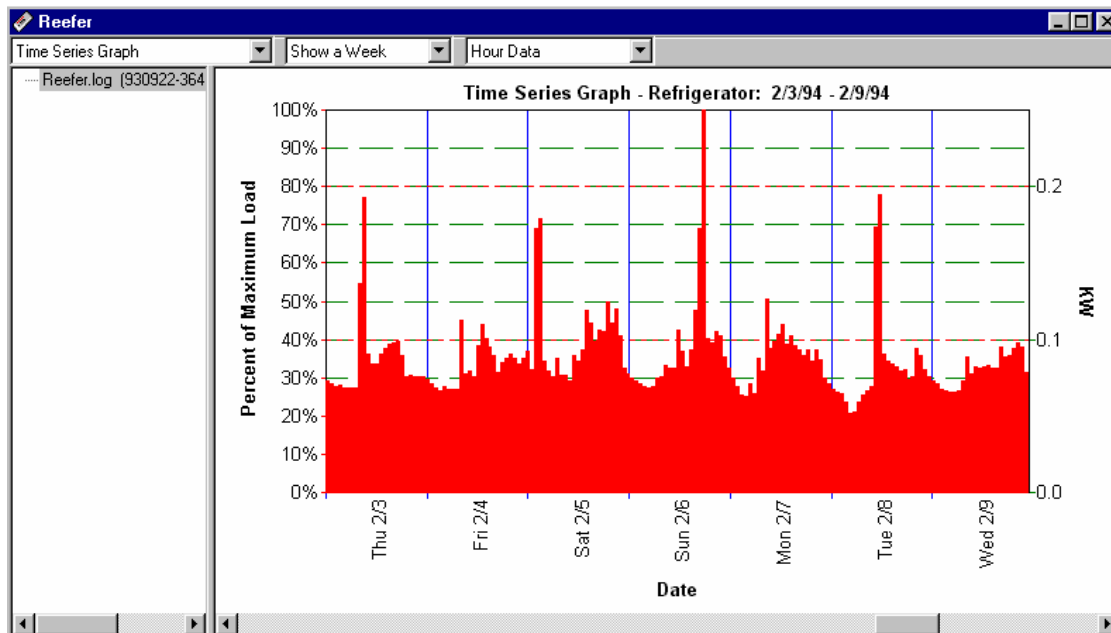 Reefer
Time Series Graph
Show a Week
Hour Data
Reefer.log (930922-364
Time Series Graph - Refrigerator: 2/3/94 - 2/9/94
100%
90%
80%
70%
60%
50%
40%
30%
20%
10%
0%
Percent of Maximum Load
0.2
0.1
0.0
KW
Thu 2/3
Fri 2/4
Sat 2/5
Sun 2/6
Mon 2/7
Tue 2/8
Wed 2/9
Date